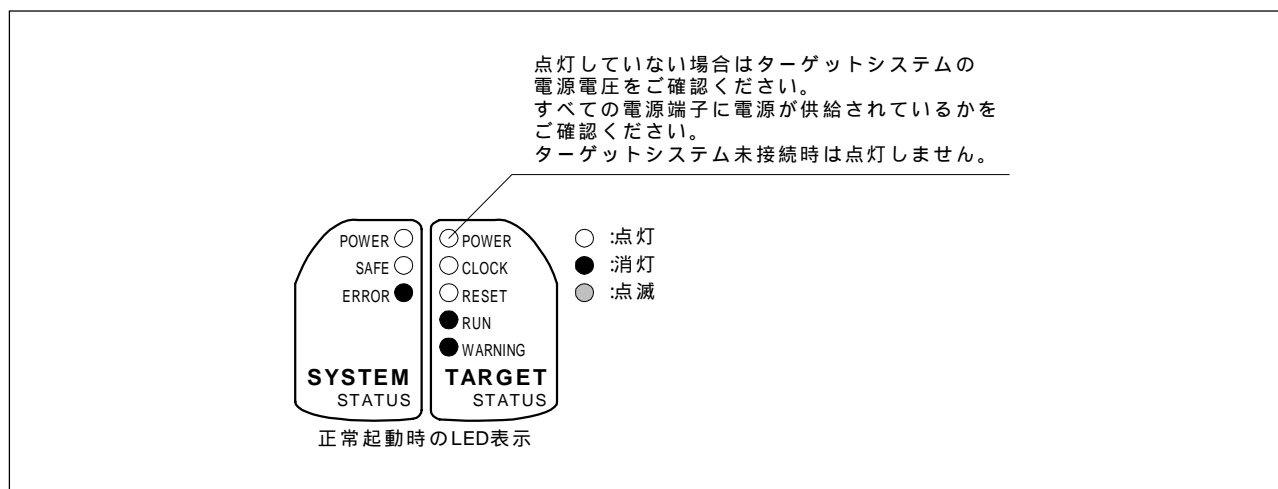 点灯していない場合はターゲットシステムの
電源電圧をご確認ください。
すべての電源端子に電源が供給されているかを
ご確認ください。
ターゲットシステム未接続時は点灯しません。
POWER
SAFE
ERROR
SYSTEM
STATUS
POWER
CLOCK
RESET
RUN
WARNING
TARGET
STATUS
:点灯
:消灯
:点滅
正常起動時のLED表示